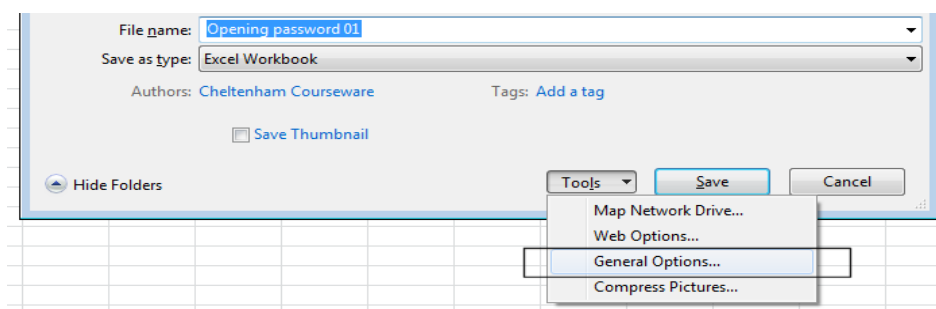 File name: Opening password 01
Save as type: Excel Workbook
Authors: Cheltenham Courseware Tags: Add a tag
Save Thumbnail
Hide Folders Tools Save Cancel
Map Network Drive...
Web Options...
General Options...
Compress Pictures...